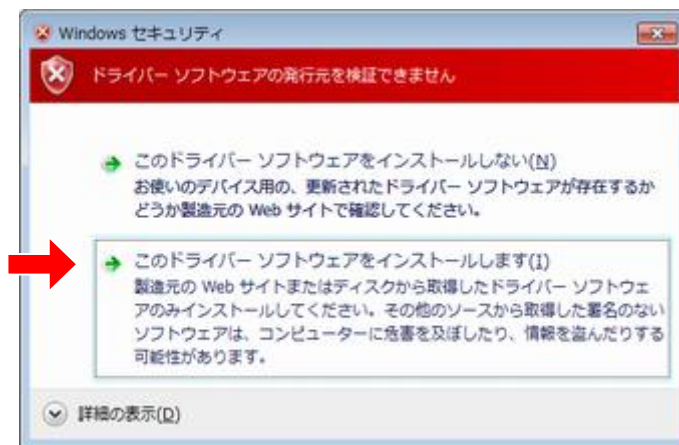 Windows セキュリティ
ドライバー ソフトウェアの発行元を検証できません
このドライバー ソフトウェアをインストールしない(N)
お使いのデバイス用の、更新されたドライバー ソフトウェアが存在するか
どうか製造元の Web サイトで確認してください。
このドライバー ソフトウェアをインストールします(I)
製造元の Web サイトまたはディスクから取得したドライバー ソフトウェ
アのみインストールしてください。その他のソースから取得した署名のない
ソフトウェアは、コンピューターに危害を及ぼしたり、情報を盗んだりする
可能性があります。
詳細の表示(D)